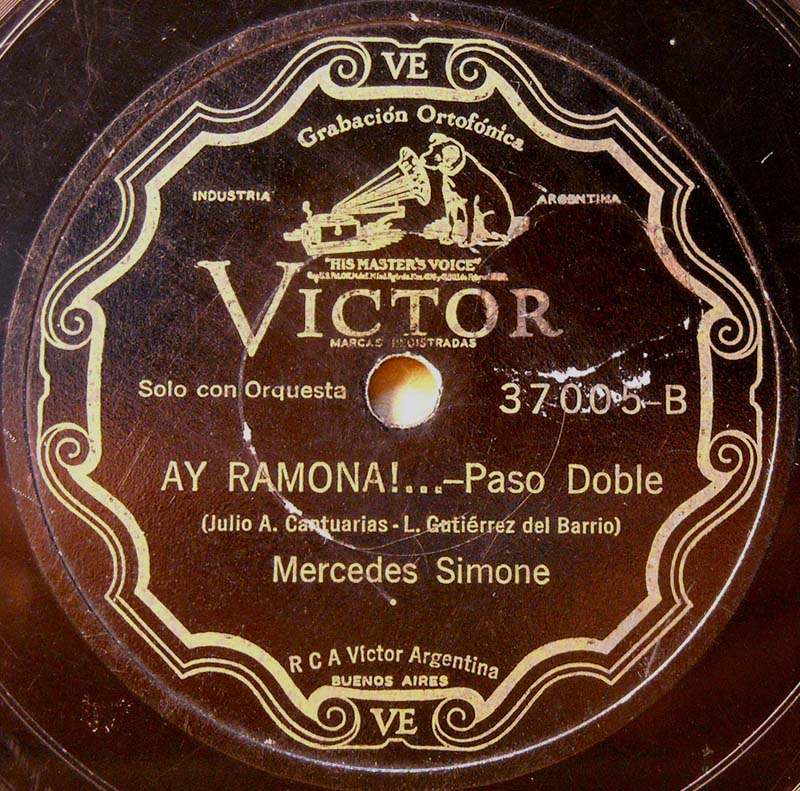 VE
Grabación Ortofónica
INDUSTRIA ARGENTINA
"HIS MASTER'S VOICE"
VICTOR
MARCAS REGISTRADAS
Solo con Orquesta 37005-B
AY RAMONA!...–Paso Doble
(Julio A. Cantuarias - L. Gutiérrez del Barrio)
Mercedes Simone
R C A Victor Argentina
BUENOS AIRES
VE